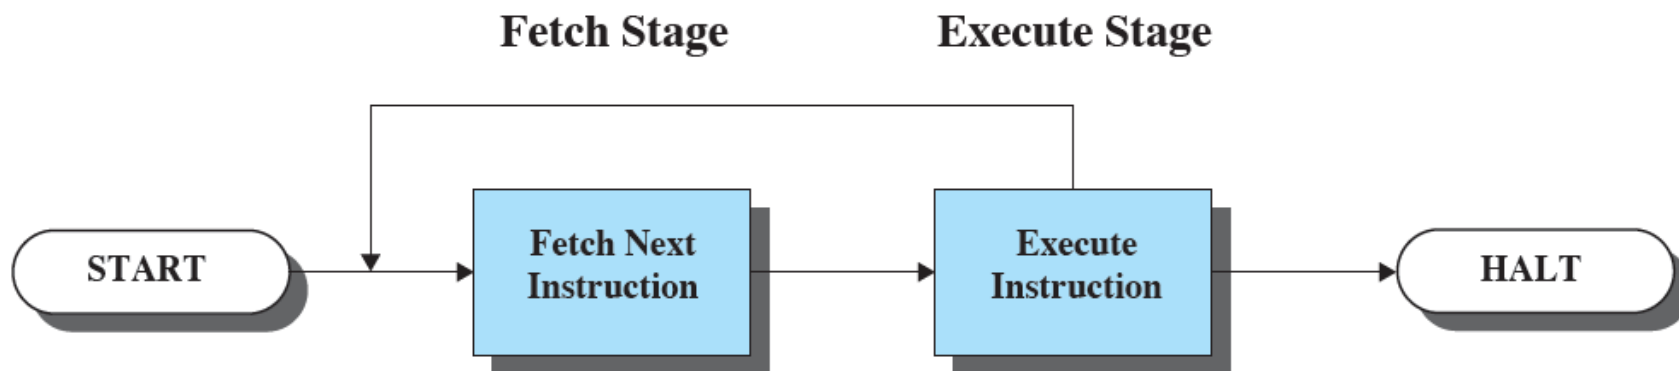 Fetch Stage
Execute Stage
START
Fetch Next
Instruction
Execute
Instruction
HALT